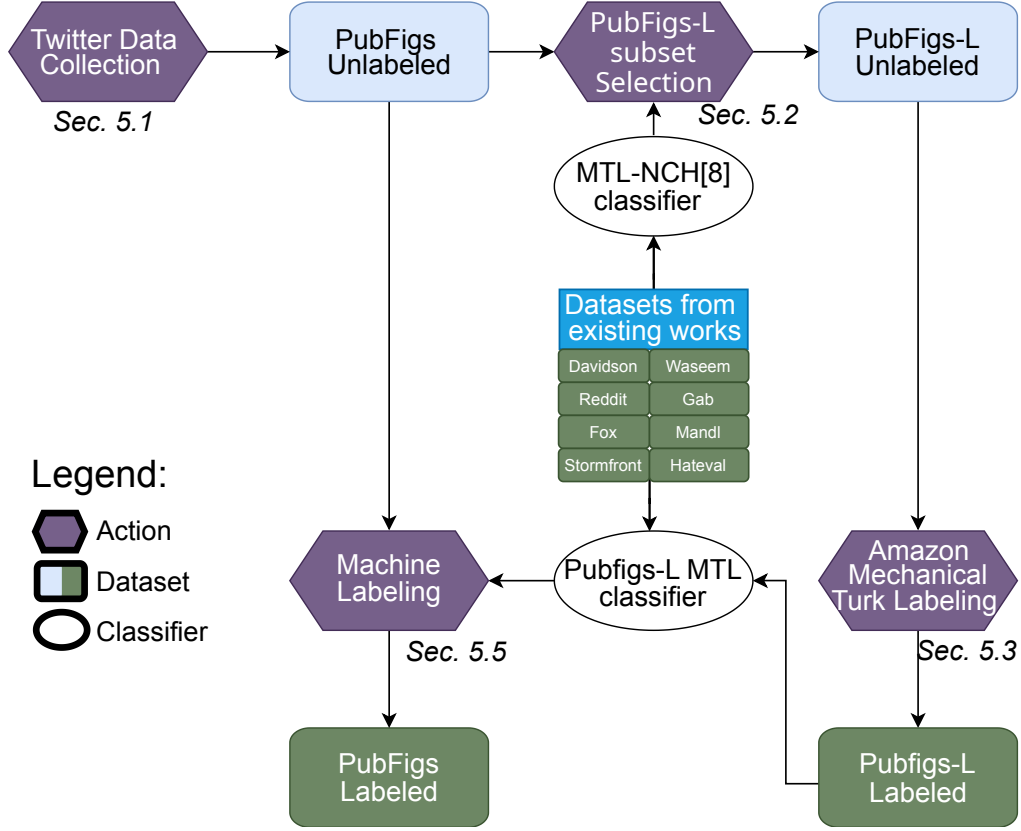 Twitter Data
Collection
Sec. 5.1
PubFigs
Unlabeled
PubFigs-L
subset
Selection
Sec. 5.2
PubFigs-L
Unlabeled
MTL-NCH[8]
classifier
Datasets from
existing works
Davidson
Waseem
Reddit
Gab
Fox
Mandl
Stormfront
Hateval
Legend:
Action
Dataset
Classifier
Machine
Labeling
Sec. 5.5
Pubfigs-L MTL
classifier
Amazon
Mechanical
Turk Labeling
Sec. 5.3
PubFigs
Labeled
Pubfigs-L
Labeled